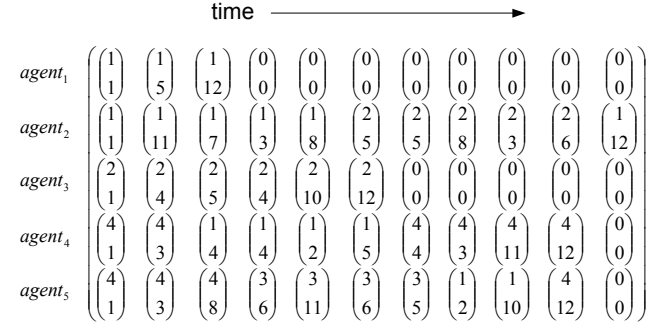 time
1 1 1 0 0 0 0 0 0 0 0
agent₁
1 5 12 0 0 0 0 0 0 0 0
1 1 1 1 1 2 2 2 2 2 1
agent₂
1 11 7 3 8 5 5 8 3 6 12
2 2 2 2 2 2 0 0 0 0 0
agent₃
1 4 5 4 10 12 0 0 0 0 0
4 4 1 1 1 1 4 4 4 4 0
agent₄
1 3 4 4 2 5 4 3 11 12 0
4 4 4 3 3 3 3 1 1 4 0
agent₅
1 3 8 6 11 6 5 2 10 12 0